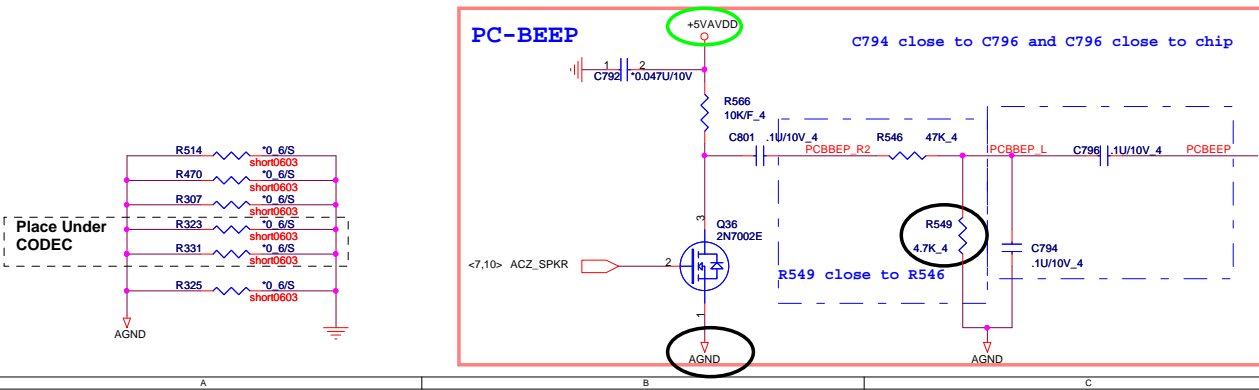 +5VAVDD
PC-BEEP
C794 close to C796 and C796 close to chip
1 2
C792 *0.047U/10V
R566
10K/F_4
C801 .1U/10V_4
R546 47K_4
PCBBEP_R2
PCBBEP_L
C796 .1U/10V_4
PCBEEP
R514 *0_6/S
short0603
R470 *0_6/S
short0603
R307 *0_6/S
short0603
Place Under
CODEC
R323 *0_6/S
short0603
R331 *0_6/S
short0603
R325 *0_6/S
short0603
AGND
3
Q36
2N7002E
<7,10> ACZ_SPKR
2
1
AGND
R549
4.7K_4
C794
.1U/10V_4
R549 close to R546
AGND
A B C